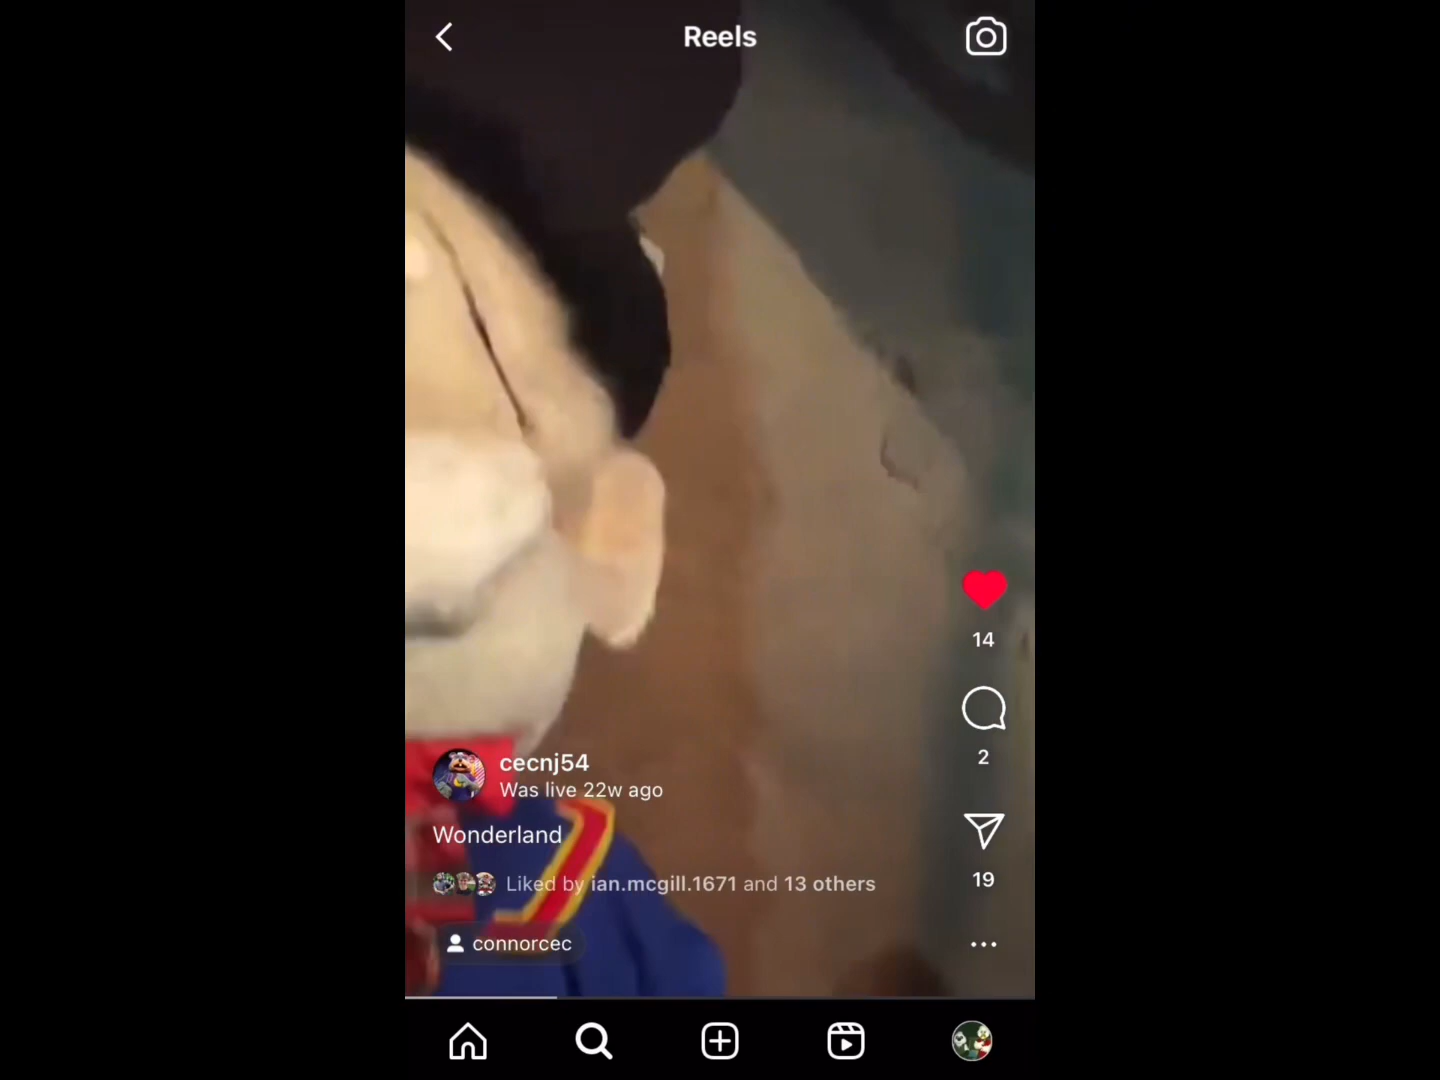 Reels
14
2
cecnj54
Was live 22w ago
Wonderland
Liked by ian.mcgill.1671 and 13 others
19
connorcec